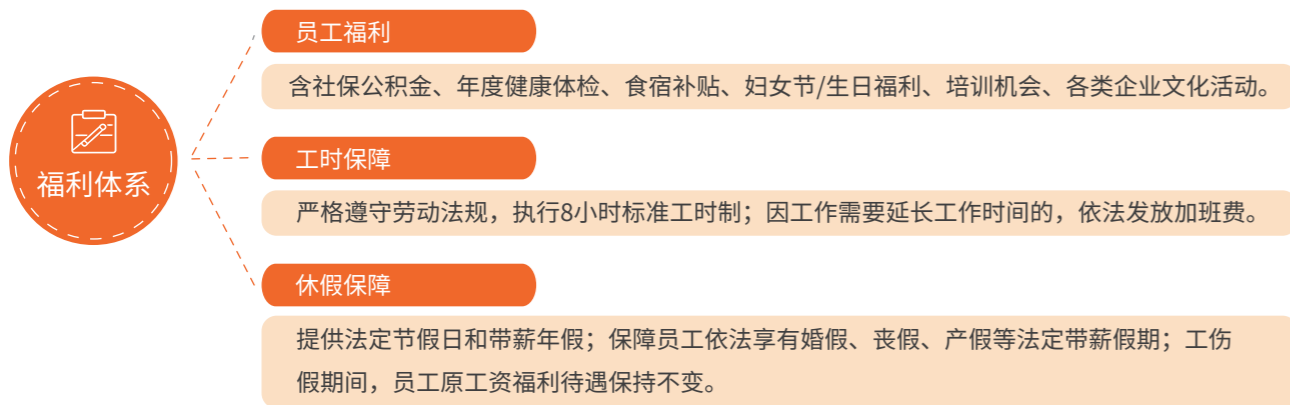 福利体系
员工福利
含社保公积金、年度健康体检、食宿补贴、妇女节/生日福利、培训机会、各类企业文化活动。
工时保障
严格遵守劳动法规，执行8小时标准工时制；因工作需要延长工作时间的，依法发放加班费。
休假保障
提供法定节假日和带薪年假；保障员工依法享有婚假、丧假、产假等法定带薪假期；工伤
假期间，员工原工资福利待遇保持不变。